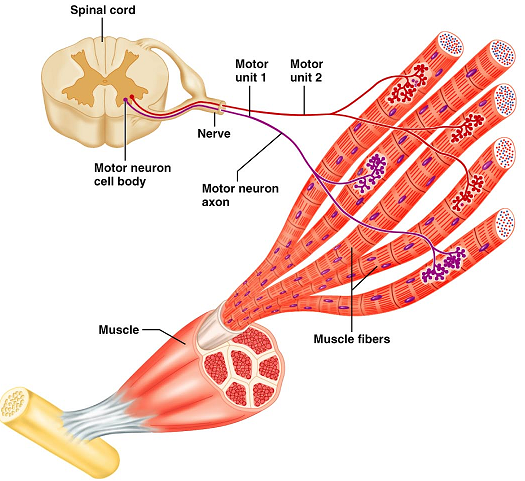 Spinal cord
Motor
unit 1
Motor
unit 2
Nerve
Motor neuron
cell body
Motor neuron
axon
Muscle
Muscle fibers